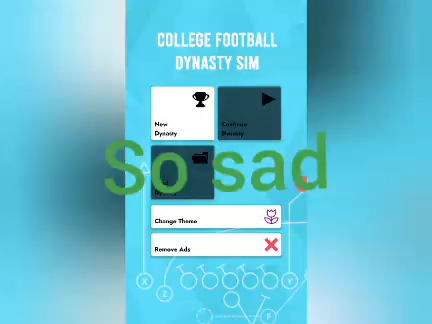 COLLEGE FOOTBALL
DYNASTY SIM
New
Dynasty
Continue
Dynasty
So sad
Change Theme
Remove Ads
X
Z
Y
F